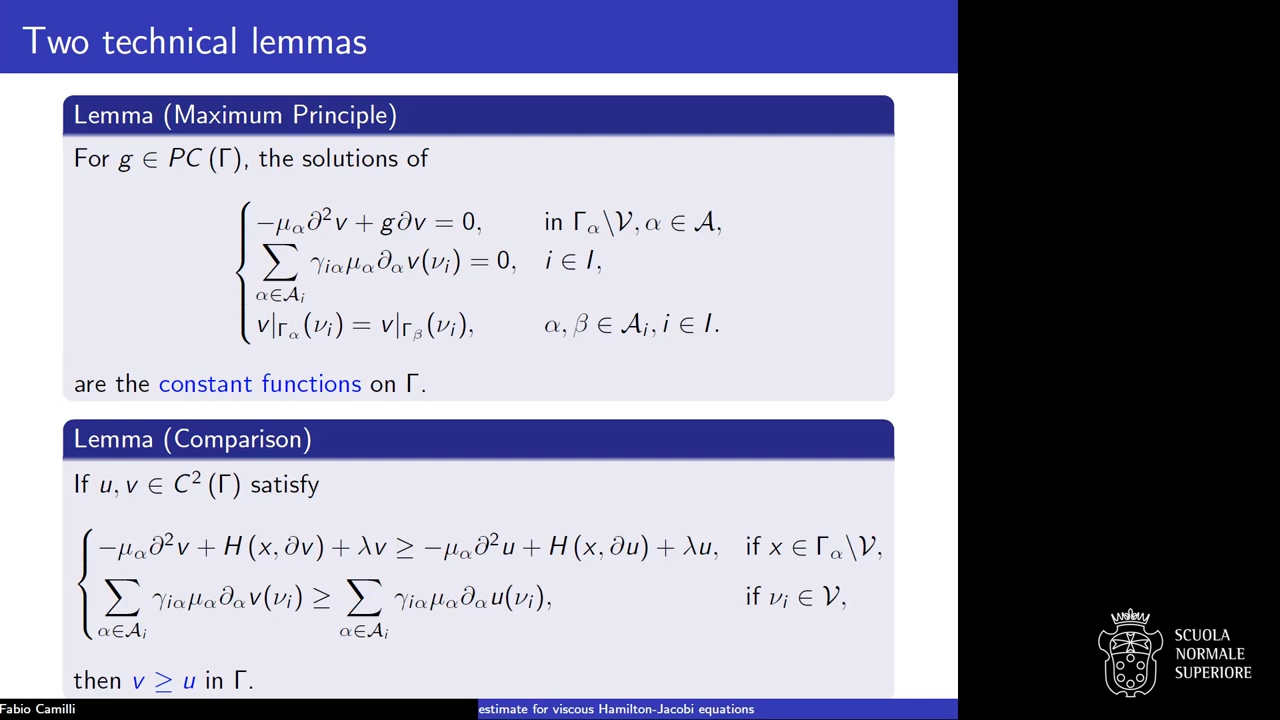 Two technical lemmas
Lemma (Maximum Principle)
For g ∈ PC (Γ), the solutions of
−μ_α∂²v + g∂v = 0, in Γ_α\𝒱, α ∈ 𝒜,
∑_{α∈𝒜_i} γ_{iα}μ_α∂_αv(ν_i) = 0, i ∈ I,
v|_{Γ_α}(ν_i) = v|_{Γ_β}(ν_i), α, β ∈ 𝒜_i, i ∈ I.
are the constant functions on Γ.
Lemma (Comparison)
If u, v ∈ C² (Γ) satisfy
−μ_α∂²v + H (x, ∂v) + λv ≥ −μ_α∂²u + H (x, ∂u) + λu, if x ∈ Γ_α\𝒱,
∑_{α∈𝒜_i} γ_{iα}μ_α∂_αv(ν_i) ≥ ∑_{α∈𝒜_i} γ_{iα}μ_α∂_αu(ν_i), if ν_i ∈ 𝒱,
then v ≥ u in Γ.
Fabio Camilli
estimate for viscous Hamilton-Jacobi equations
SCUOLA
NORMALE
SUPERIORE